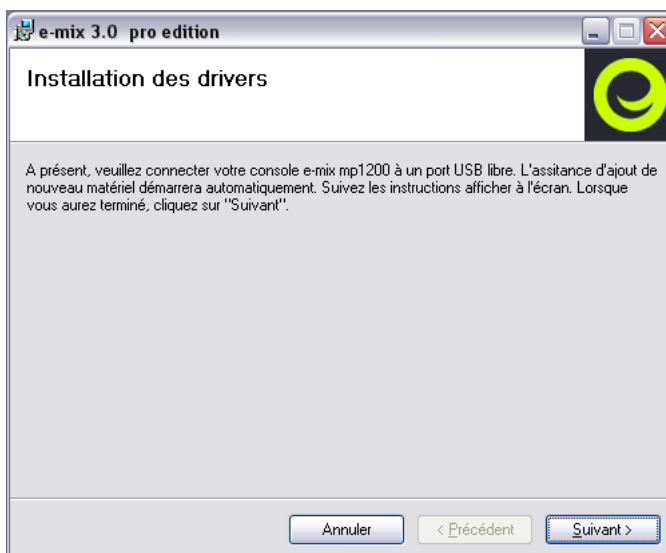 e-mix 3.0 pro edition
Installation des drivers
A présent, veuillez connecter votre console e-mix mp1200 à un port USB libre. L'assitance d'ajout de
nouveau matériel démarrera automatiquement. Suivez les instructions afficher à l'écran. Lorsque
vous aurez terminé, cliquez sur "Suivant".
Annuler
< Précédent
Suivant >